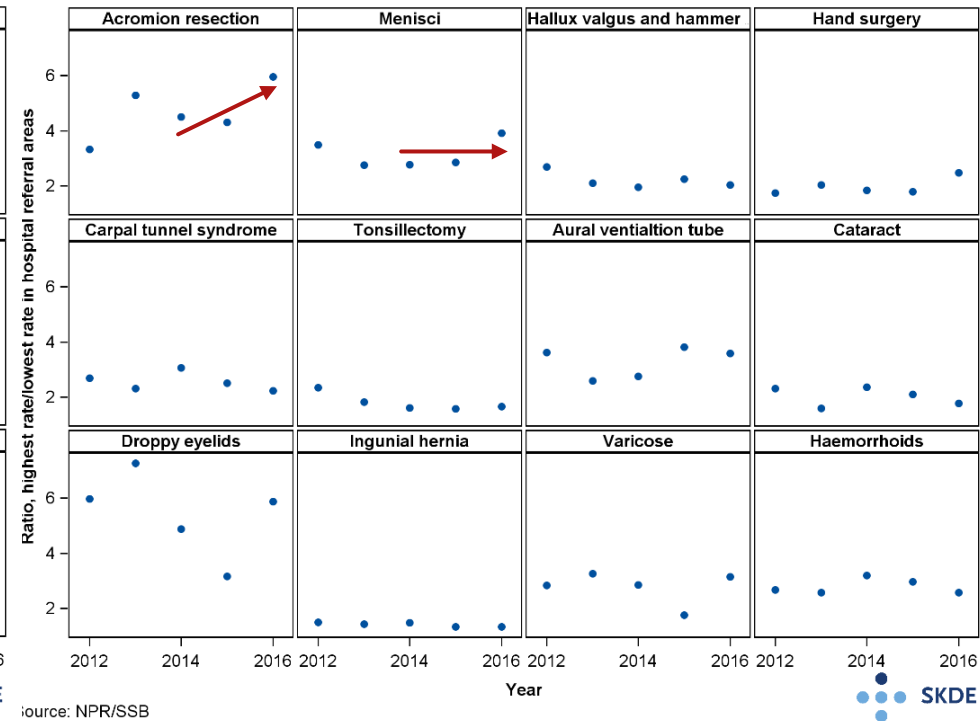 Acromion resection
Menisci
Hallux valgus and hammer
Hand surgery
6
4
2
Carpal tunnel syndrome
Tonsillectomy
Aural ventialtion tube
Cataract
6
4
2
Droppy eyelids
Ingunial hernia
Varicose
Haemorrhoids
6
4
2
Ratio, highest rate/lowest rate in hospital referral areas
6
2012 2014 2016 2012 2014 2016 2012 2014 2016 2012 2014 2016
Year
E
Source: NPR/SSB
SKDE